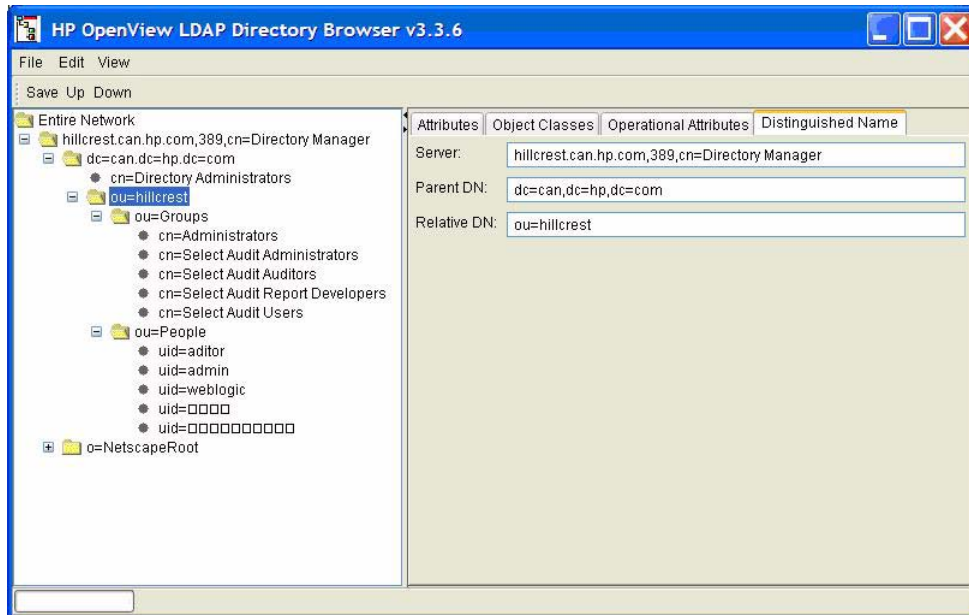 HP OpenView LDAP Directory Browser v3.3.6
File Edit View
Save Up Down
Entire Network
hillcrest.can.hp.com,389,cn=Directory Manager
dc=can.dc=hp.dc=com
cn=Directory Administrators
ou=hillcrest
ou=Groups
cn=Administrators
cn=Select Audit Administrators
cn=Select Audit Auditors
cn=Select Audit Report Developers
cn=Select Audit Users
ou=People
uid=aditor
uid=admin
uid=weblogic
uid=□□□□
uid=□□□□□□□□□□
o=NetscapeRoot
Attributes Object Classes Operational Attributes Distinguished Name
Server: hillcrest.can.hp.com,389,cn=Directory Manager
Parent DN: dc=can,dc=hp,dc=com
Relative DN: ou=hillcrest